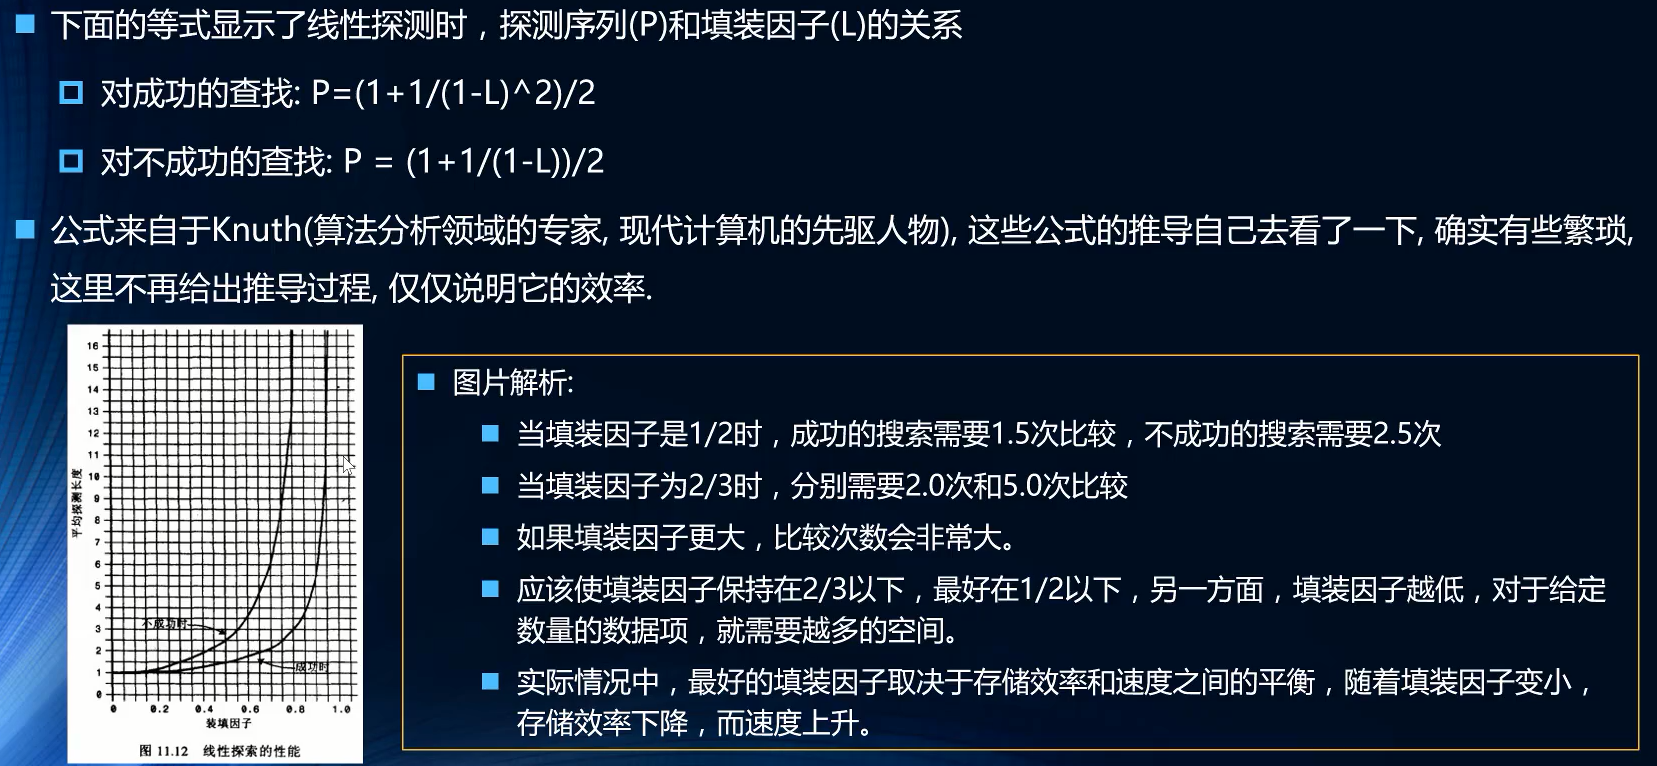 下面的等式显示了线性探测时，探测序列(P)和填装因子(L)的关系
对成功的查找: P=(1+1/(1-L)^2)/2
对不成功的查找: P = (1+1/(1-L))/2
公式来自于Knuth(算法分析领域的专家, 现代计算机的先驱人物), 这些公式的推导自己去看了一下, 确实有些繁琐,
这里不再给出推导过程, 仅仅说明它的效率.
16
15
14
13
12
11
10
9
8
7
6
5
4
3
2
1
0
平均探测长度
不成功时
成功时
0 0.2 0.4 0.6 0.8 1.0
装填因子
图 11.12 线性探索的性能
图片解析:
当填装因子是1/2时，成功的搜索需要1.5次比较，不成功的搜索需要2.5次
当填装因子为2/3时，分别需要2.0次和5.0次比较
如果填装因子更大，比较次数会非常大。
应该使填装因子保持在2/3以下，最好在1/2以下，另一方面，填装因子越低，对于给定
数量的数据项，就需要越多的空间。
实际情况中，最好的填装因子取决于存储效率和速度之间的平衡，随着填装因子变小，
存储效率下降，而速度上升。